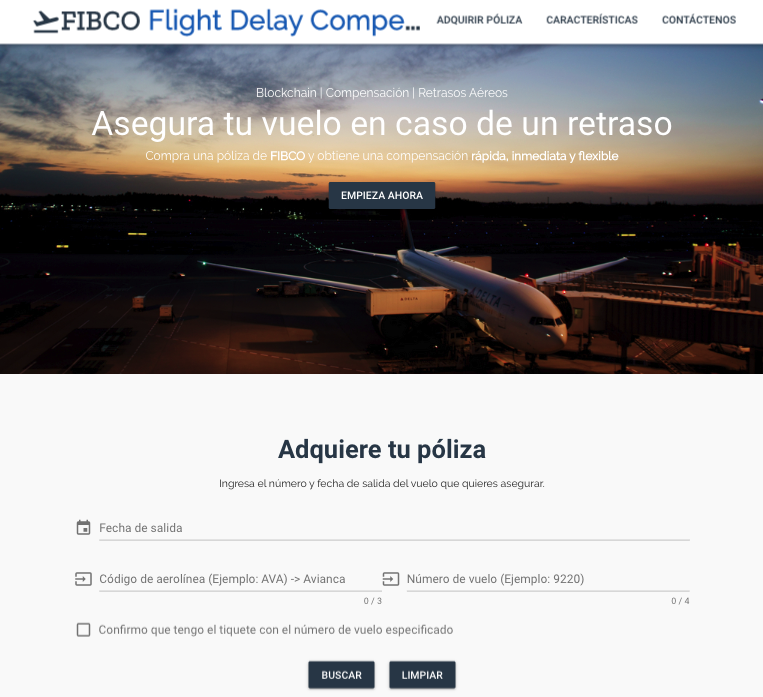 FIBCO Flight Delay Compe...
ADQUIRIR PÓLIZA CARACTERÍSTICAS CONTÁCTENOS
Blockchain | Compensación | Retrasos Aéreos
Asegura tu vuelo en caso de un retraso
Compra una póliza de FIBCO y obtiene una compensación rápida, inmediata y flexible
EMPIEZA AHORA
DELTA
DELTA
Adquiere tu póliza
Ingresa el número y fecha de salida del vuelo que quieres asegurar.
Fecha de salida
Código de aerolínea (Ejemplo: AVA) -> Avianca
Número de vuelo (Ejemplo: 9220)
0 / 3
0 / 4
Confirmo que tengo el tiquete con el número de vuelo especificado
BUSCAR LIMPIAR